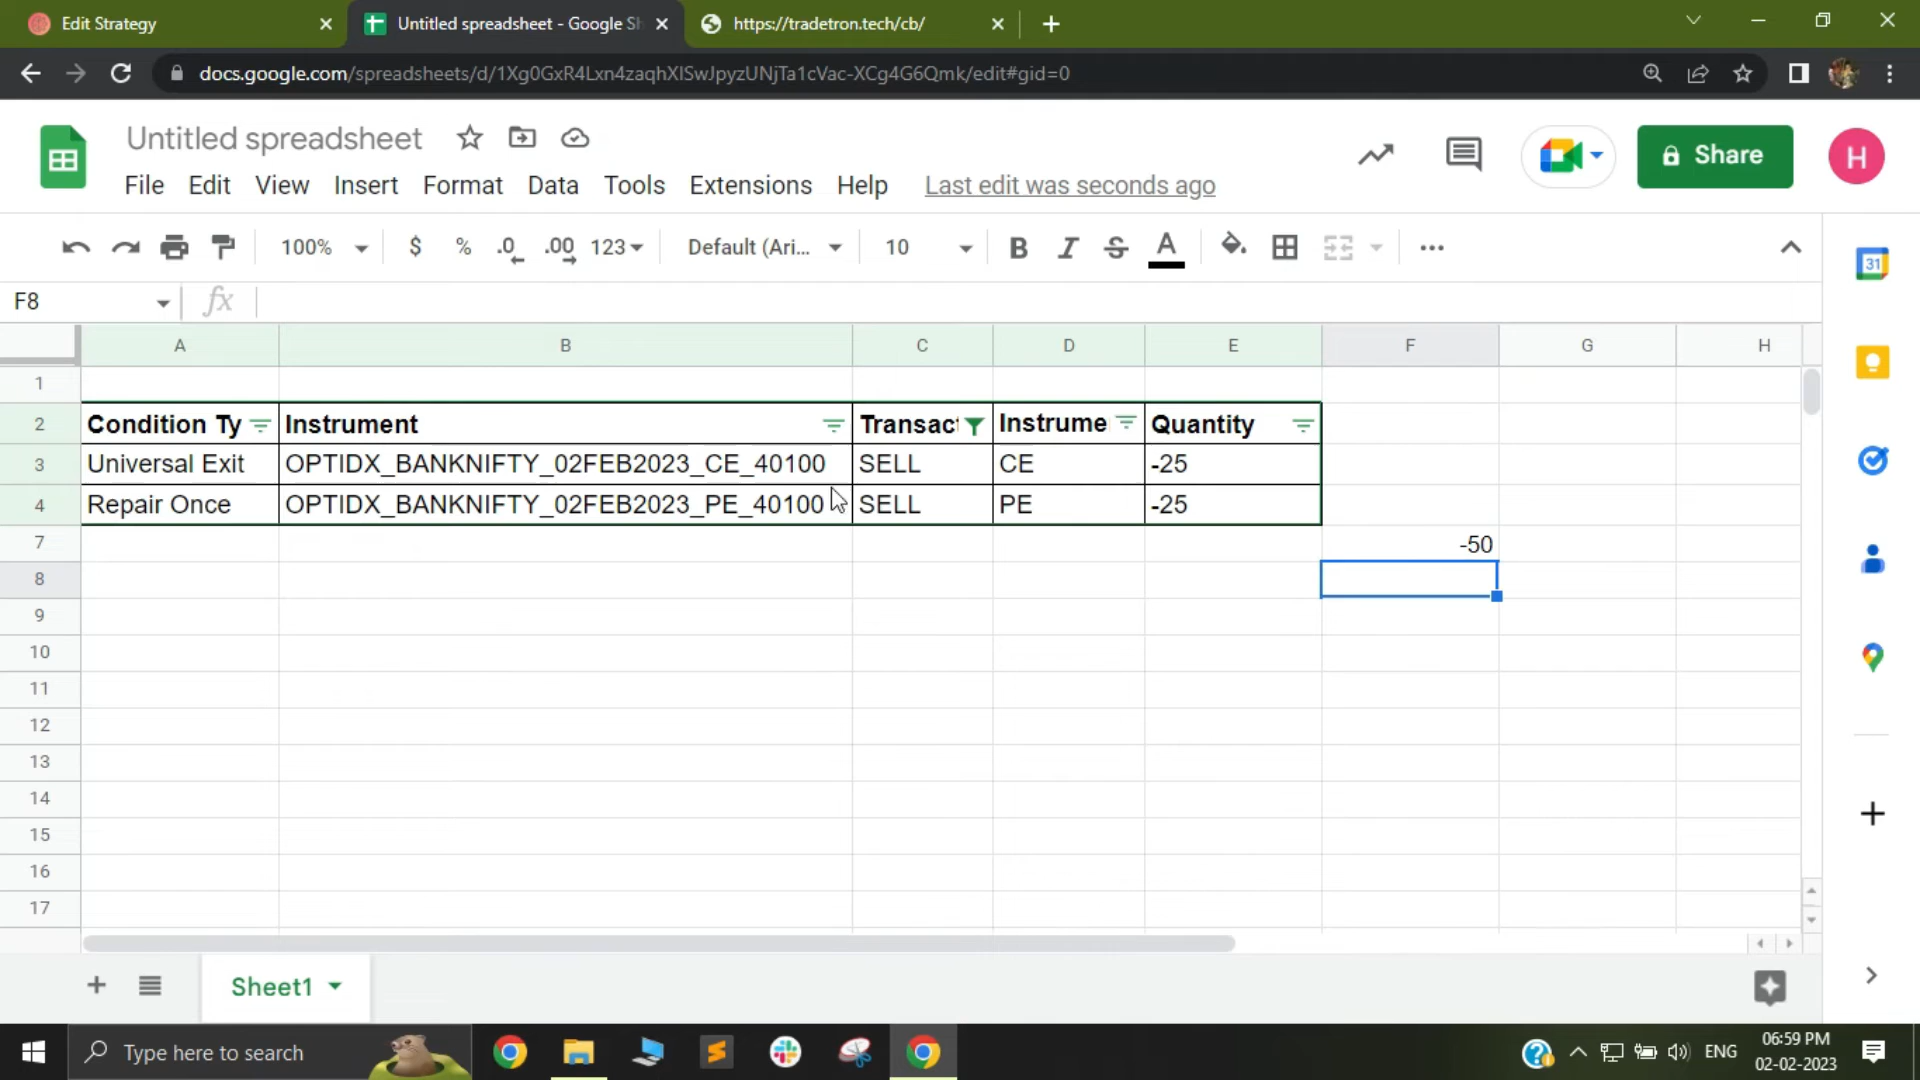 Edit Strategy
Untitled spreadsheet - Google Sh
https://tradetron.tech/cb/
docs.google.com/spreadsheets/d/1Xg0GxR4Lxn4zaqhXlSwJpyzUNjTa1cVac-XCg4G6Qmk/edit#gid=0
Untitled spreadsheet
File Edit View Insert Format Data Tools Extensions Help Last edit was seconds ago
Share
H
100% $ % .0 .00 123 Default (Ari... 10 B I S A
31
F8 fx
A B C D E F G H
1
2 Condition Ty Instrument Transact Instrume Quantity
3 Universal Exit OPTIDX_BANKNIFTY_02FEB2023_CE_40100 SELL CE -25
4 Repair Once OPTIDX_BANKNIFTY_02FEB2023_PE_40100 SELL PE -25
7 -50
8
9
10
11
12
13
14
15
16
17
Sheet1
Type here to search
ENG
06:59 PM
02-02-2023